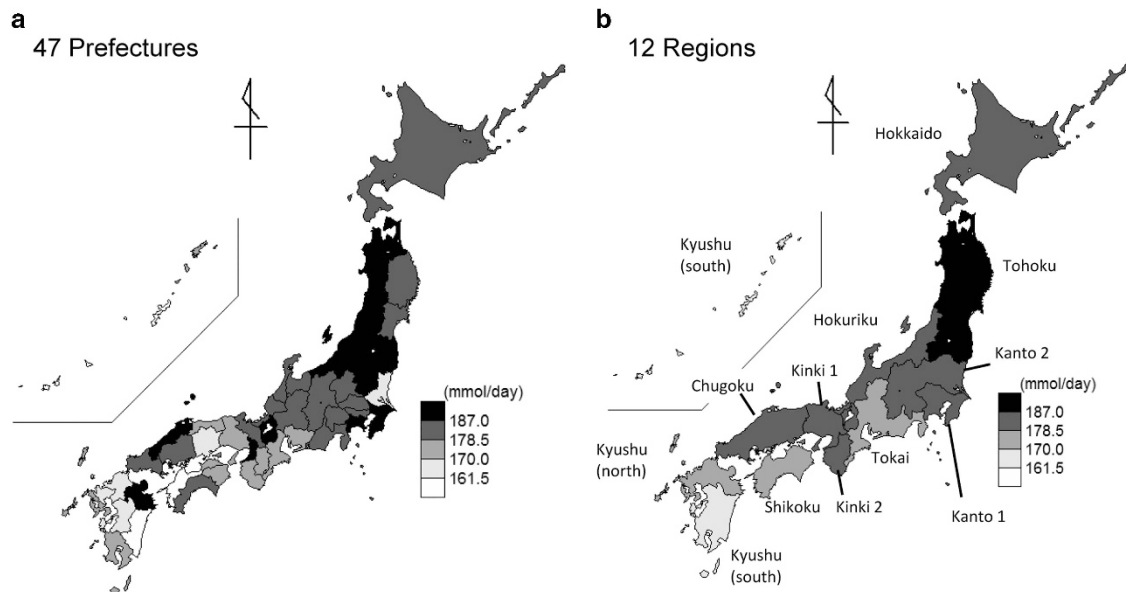 a
47 Prefectures
(mmol/day)
187.0
178.5
170.0
161.5
b
12 Regions
Hokkaido
Kyushu
(south)
Tohoku
Hokuriku
Kanto 2
Kinki 1
Chugoku
(mmol/day)
187.0
178.5
170.0
161.5
Kyushu
(north)
Tokai
Shikoku
Kinki 2
Kanto 1
Kyushu
(south)